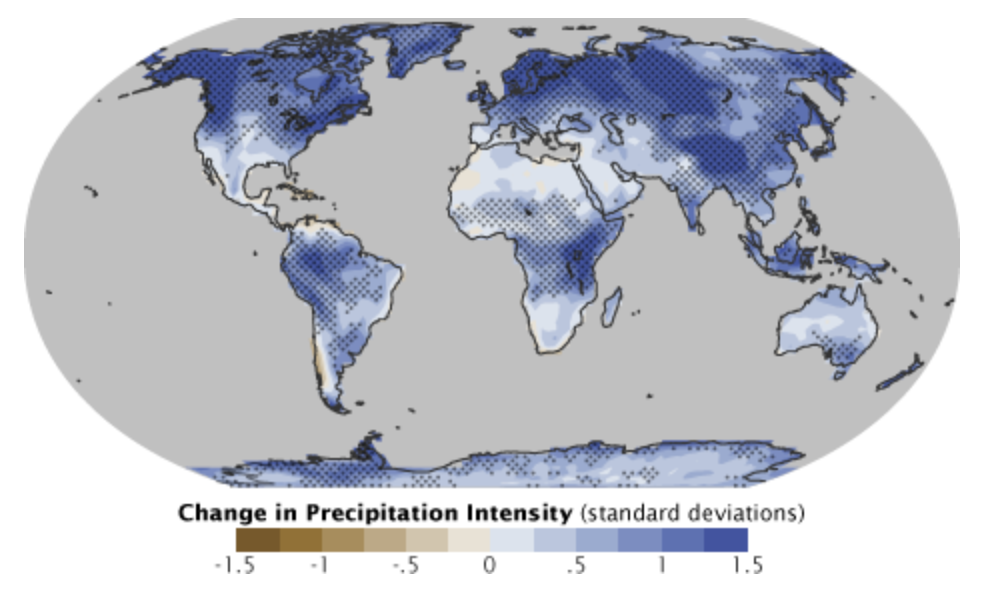 Change in Precipitation Intensity (standard deviations)
-1.5 -1 -.5 0 .5 1 1.5